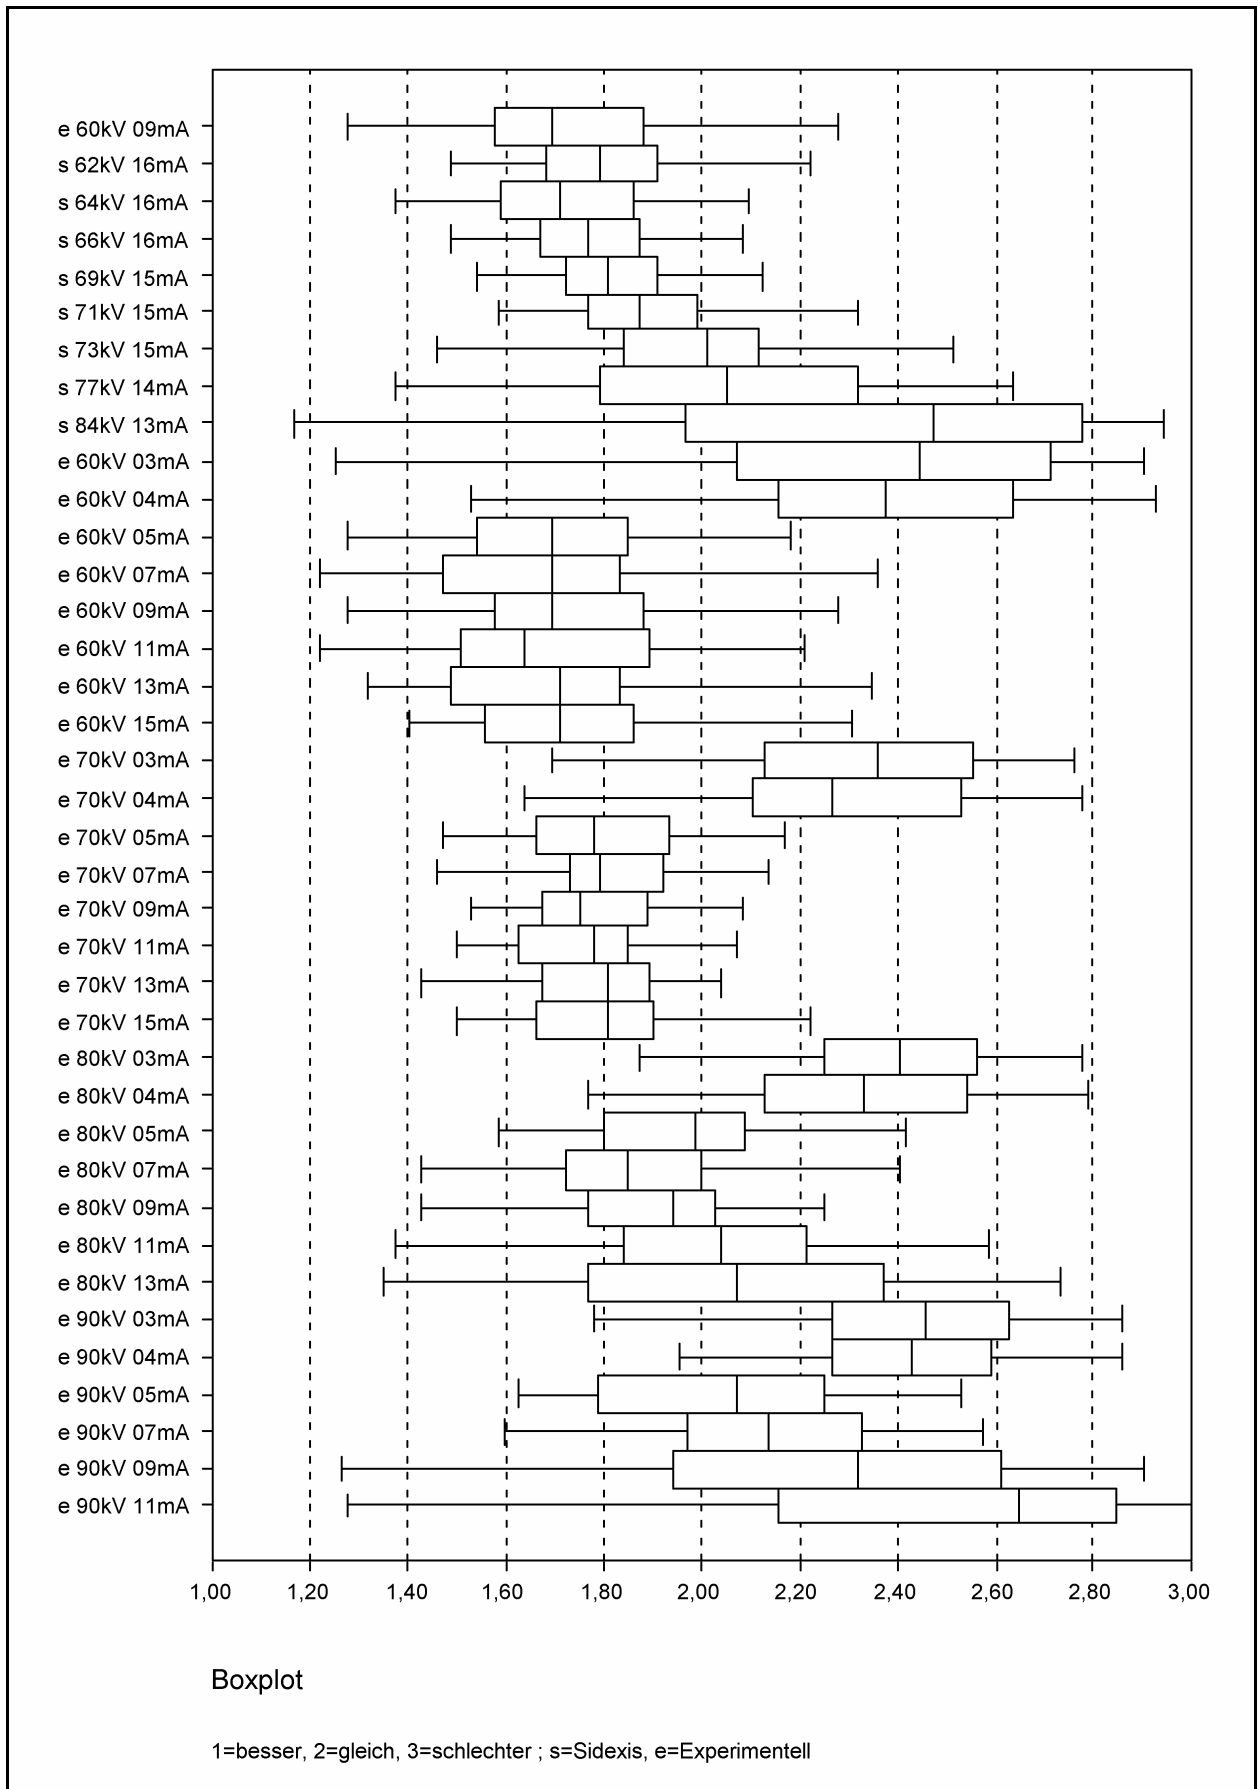 e 60kV 09mA
s 62kV 16mA
s 64kV 16mA
s 66kV 16mA
s 69kV 15mA
s 71kV 15mA
s 73kV 15mA
s 77kV 14mA
s 84kV 13mA
e 60kV 03mA
e 60kV 04mA
e 60kV 05mA
e 60kV 07mA
e 60kV 09mA
e 60kV 11mA
e 60kV 13mA
e 60kV 15mA
e 70kV 03mA
e 70kV 04mA
e 70kV 05mA
e 70kV 07mA
e 70kV 09mA
e 70kV 11mA
e 70kV 13mA
e 70kV 15mA
e 80kV 03mA
e 80kV 04mA
e 80kV 05mA
e 80kV 07mA
e 80kV 09mA
e 80kV 11mA
e 80kV 13mA
e 90kV 03mA
e 90kV 04mA
e 90kV 05mA
e 90kV 07mA
e 90kV 09mA
e 90kV 11mA
1,00 1,20 1,40 1,60 1,80 2,00 2,20 2,40 2,60 2,80 3,00
Boxplot
1=besser, 2=gleich, 3=schlechter ; s=Sidexis, e=Experimentell